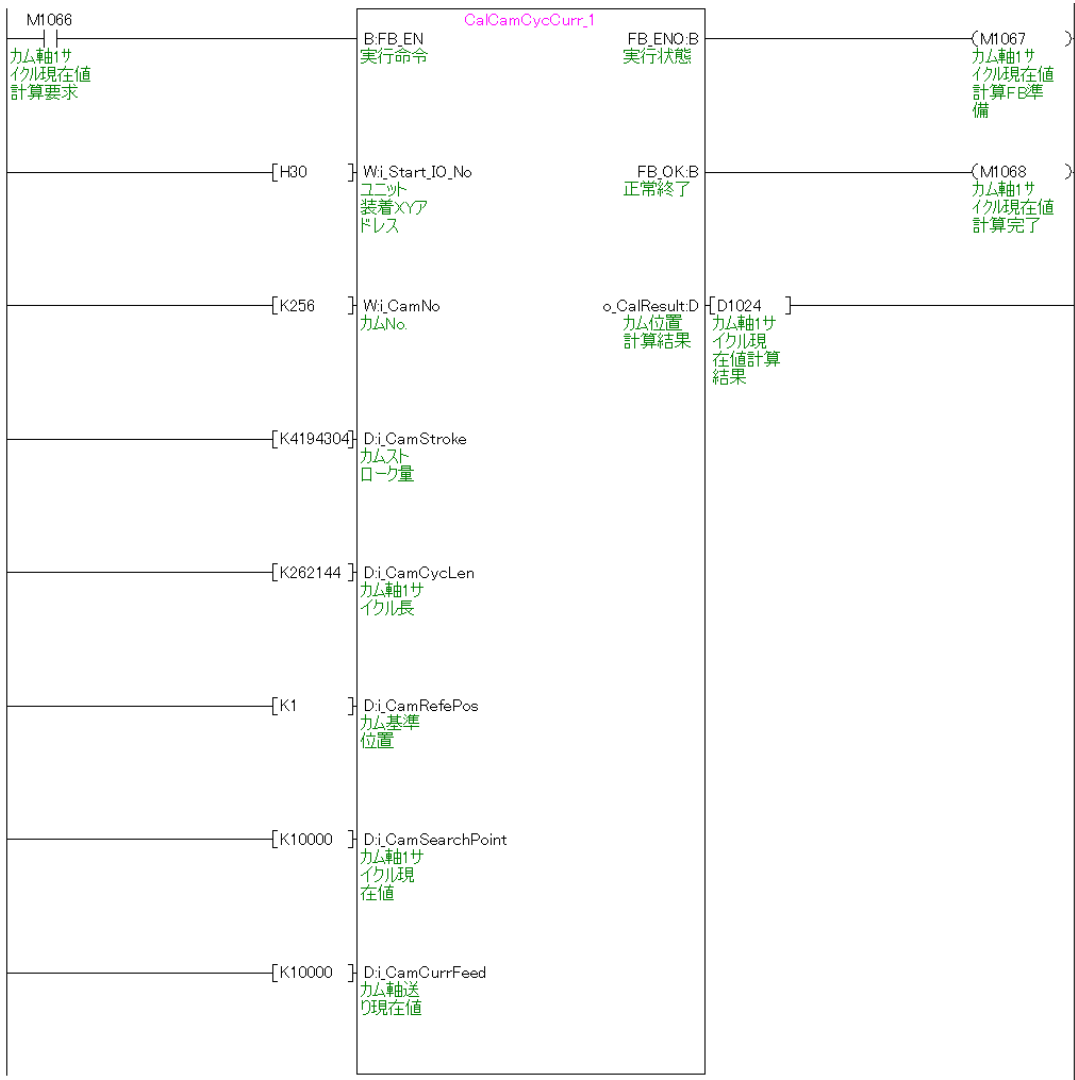 M1066
カム軸1サ
イクル現在値
計算要求
CalCamCycCurr_1
B:FB_EN
実行命令
FB_ENO:B
実行状態
M1067
カム軸1サ
イクル現在値
計算FB準
備
H30
W:i_Start_IO_No
ユニット
装着XYア
ドレス
FB_OK:B
正常終了
M1068
カム軸1サ
イクル現在値
計算完了
K256
W:i_CamNo
カムNo.
o_CalResult:D
カム位置
計算結果
D1024
カム軸1サ
イクル現
在値計算
結果
K4194304
D:i_CamStroke
カムスト
ローク量
K262144
D:i_CamCycLen
カム軸1サ
イクル長
K1
D:i_CamRefePos
カム基準
位置
K10000
D:i_CamSearchPoint
カム軸1サ
イクル現
在値
K10000
D:i_CamCurrFeed
カム軸送
り現在値